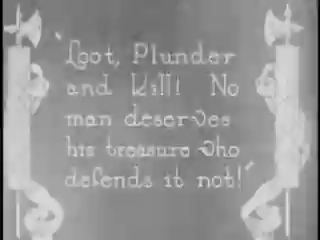 "Loot, Plunder
and Kill! No
man deserves
his treasure who
defends it not!"